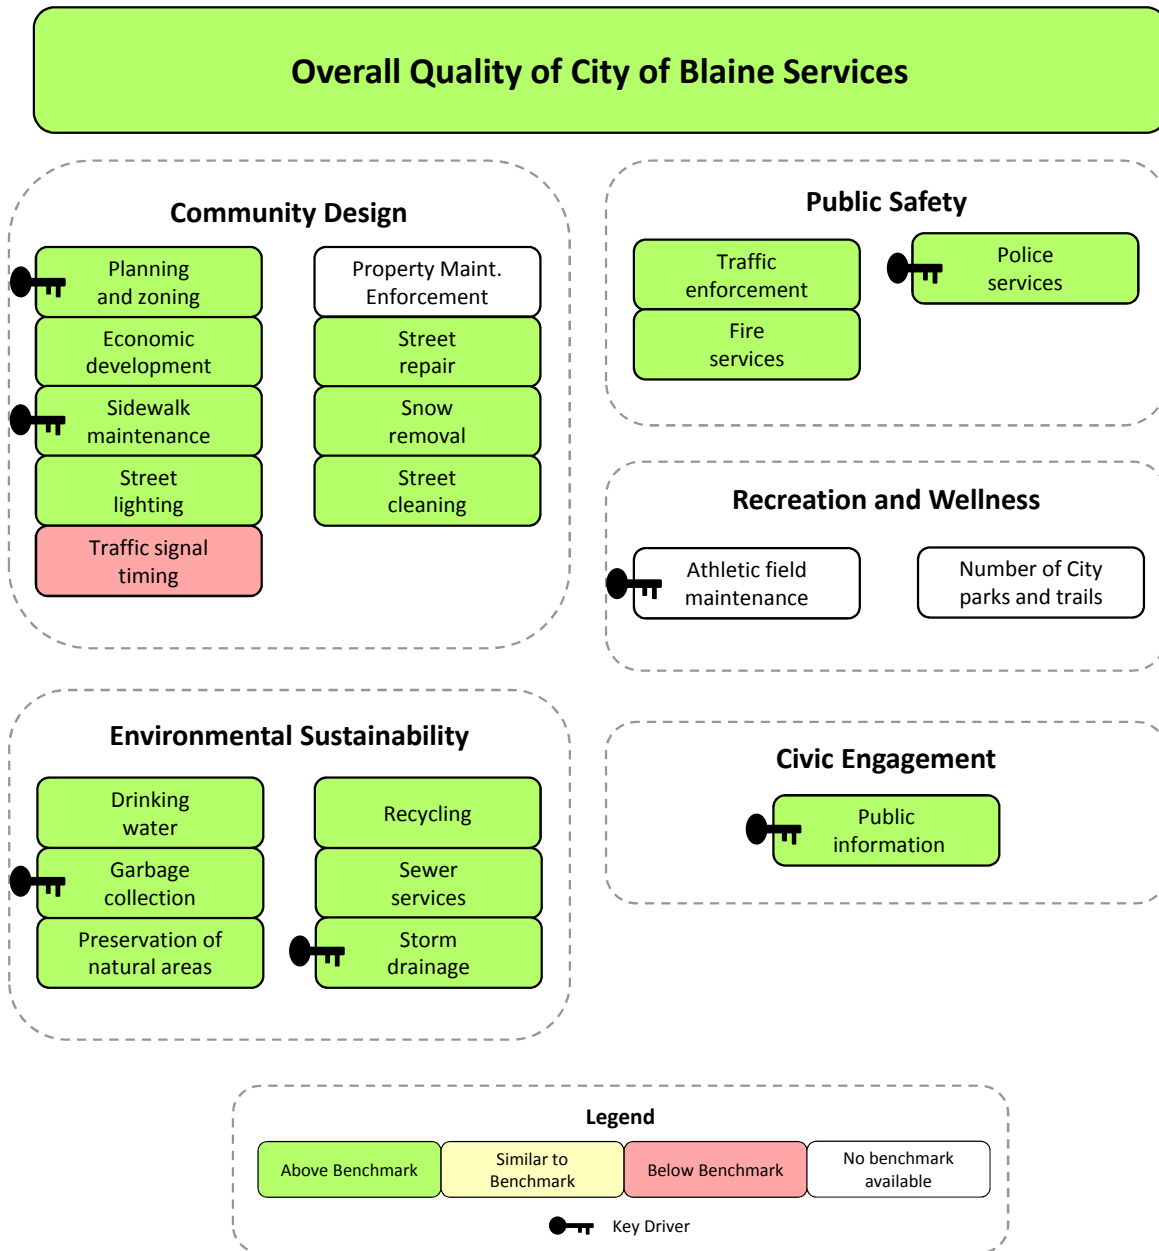 Overall Quality of City of Blaine Services
Community Design
Planning
and zoning
Economic
development
Sidewalk
maintenance
Street
lighting
Traffic signal
timing
Property Maint.
Enforcement
Street
repair
Snow
removal
Street
cleaning
Public Safety
Traffic
enforcement
Fire
services
Police
services
Recreation and Wellness
Athletic field
maintenance
Number of City
parks and trails
Environmental Sustainability
Drinking
water
Garbage
collection
Preservation of
natural areas
Recycling
Sewer
services
Storm
drainage
Civic Engagement
Public
information
Legend
Above Benchmark
Similar to
Benchmark
Below Benchmark
No benchmark
available
Key Driver